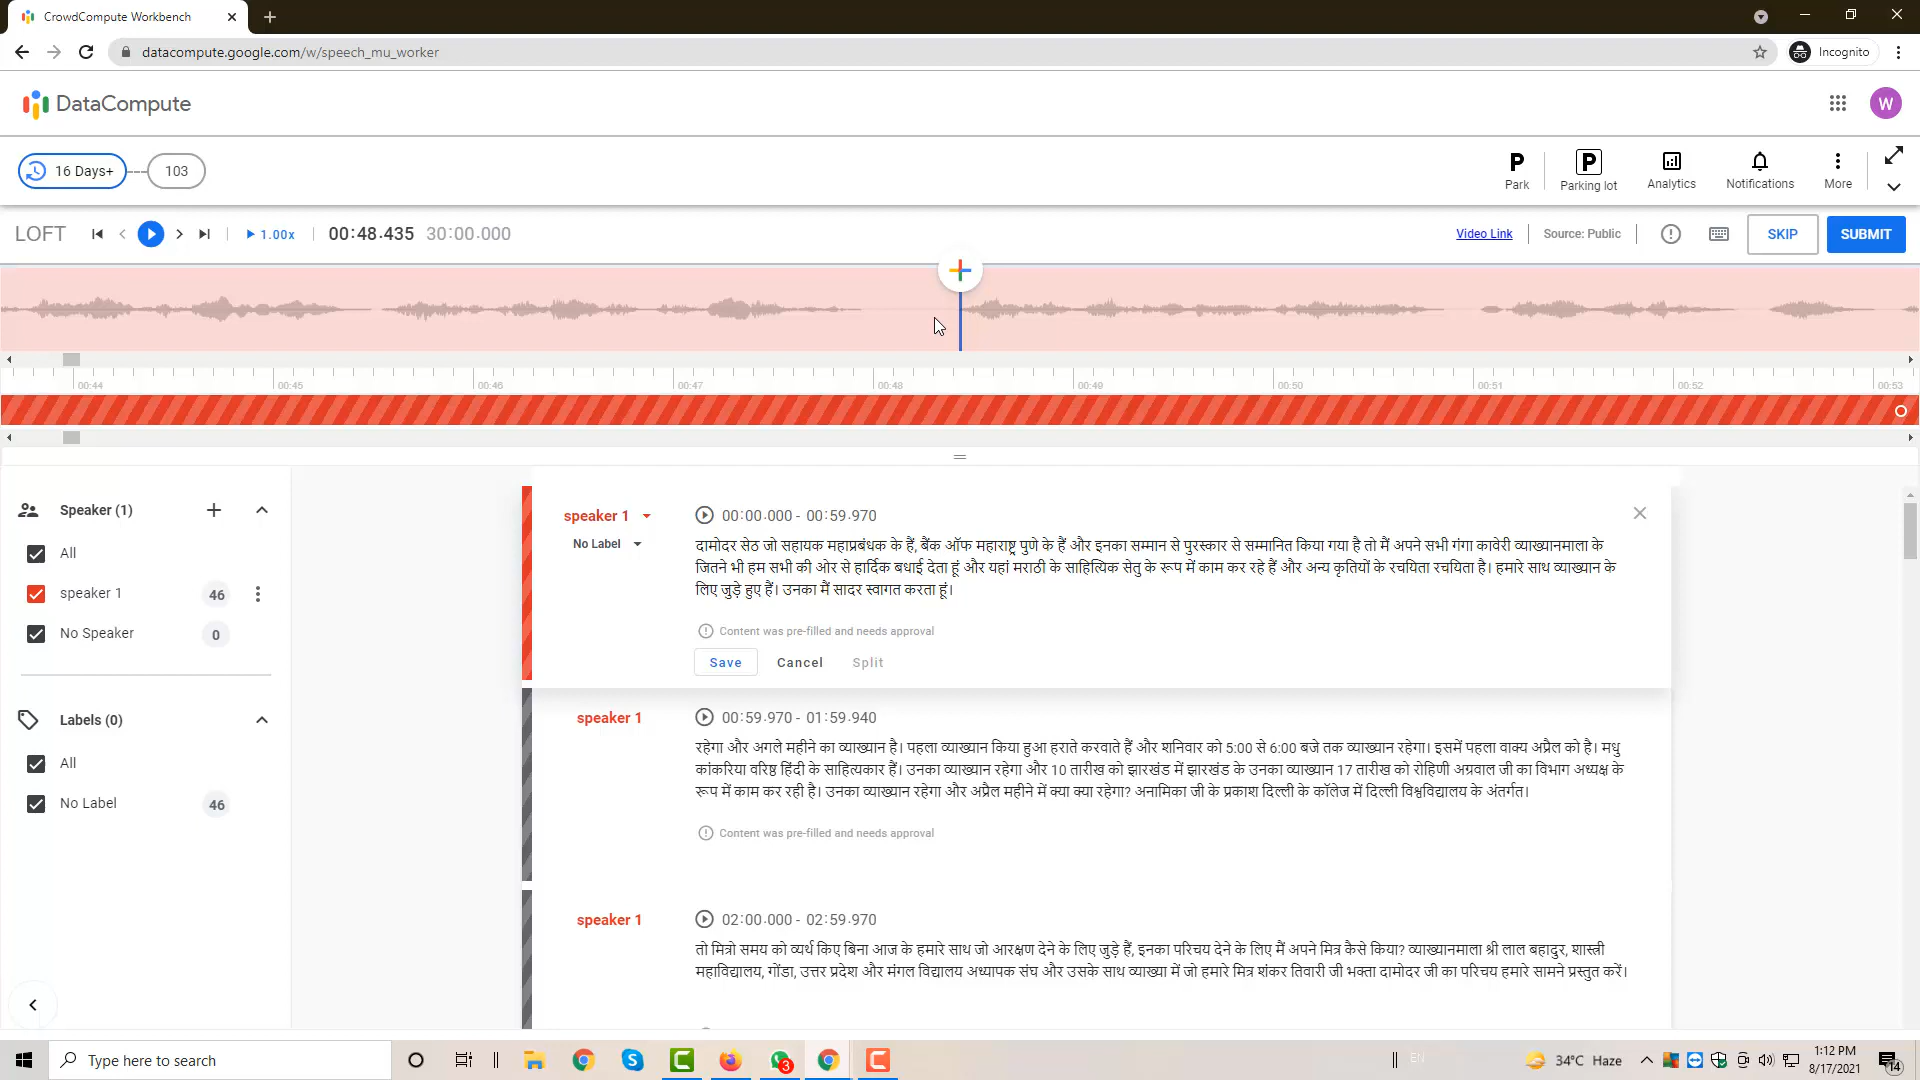 CrowdCompute Workbench
datacompute.google.com/w/speech_mu_worker
Incognito
DataCompute
W
16 Days+
103
P
Park
P
Parking lot
Analytics
Notifications
More
LOFT
1.00x
00:48.435
30:00.000
Video Link
Source: Public
SKIP
SUBMIT
00:44
00:45
00:46
00:47
00:48
00:49
00:50
00:51
00:52
00:53
Speaker (1)
All
speaker 1
46
No Speaker
0
Labels (0)
All
No Label
46
speaker 1
No Label
00:00.000 - 00:59.970
दामोदर सेठ जो सहायक महाप्रबंधक के हैं, बैंक ऑफ महाराष्ट्र पुणे के हैं और इनका सम्मान से पुरस्कार से सम्मानित किया गया है तो मैं अपने सभी गंगा कावेरी व्याख्यानमाला के
जितने भी हम सभी की ओर से हार्दिक बधाई देता हूं और यहां मराठी के साहित्यिक सेतु के रूप में काम कर रहे हैं और अन्य कृतियों के रचयिता रचयिता है। हमारे साथ व्याख्यान के
लिए जुड़े हुए हैं। उनका मैं सादर स्वागत करता हूं।
Content was pre-filled and needs approval
Save
Cancel
Split
speaker 1
00:59.970 - 01:59.940
रहेगा और अगले महीने का व्याख्यान है। पहला व्याख्यान किया हुआ हराते करवाते हैं और शनिवार को 5:00 से 6:00 बजे तक व्याख्यान रहेगा। इसमें पहला वाक्य अप्रैल को है। मधु
कांकरिया वरिष्ठ हिंदी के साहित्यकार हैं। उनका व्याख्यान रहेगा और 10 तारीख को झारखंड में झारखंड के उनका व्याख्यान 17 तारीख को रोहिणी अग्रवाल जी का विभाग अध्यक्ष के
रूप में काम कर रही है। उनका व्याख्यान रहेगा और अप्रैल महीने में क्या क्या रहेगा? अनामिका जी के प्रकाश दिल्ली के कॉलेज में दिल्ली विश्वविद्यालय के अंतर्गत।
Content was pre-filled and needs approval
speaker 1
02:00.000 - 02:59.970
तो मित्रो समय को व्यर्थ किए बिना आज के हमारे साथ जो आरक्षण देने के लिए जुड़े हैं, इनका परिचय देने के लिए मैं अपने मित्र कैसे किया? व्याख्यानमाला श्री लाल बहादुर, शास्त्री
महाविद्यालय, गोंडा, उत्तर प्रदेश और मंगल विद्यालय अध्यापक संघ और उसके साथ व्याख्या में जो हमारे मित्र शंकर तिवारी जी भक्ता दामोदर जी का परिचय हमारे सामने प्रस्तुत करें।
Type here to search
3
EN
34°C Haze
1:12 PM
8/17/2021
14